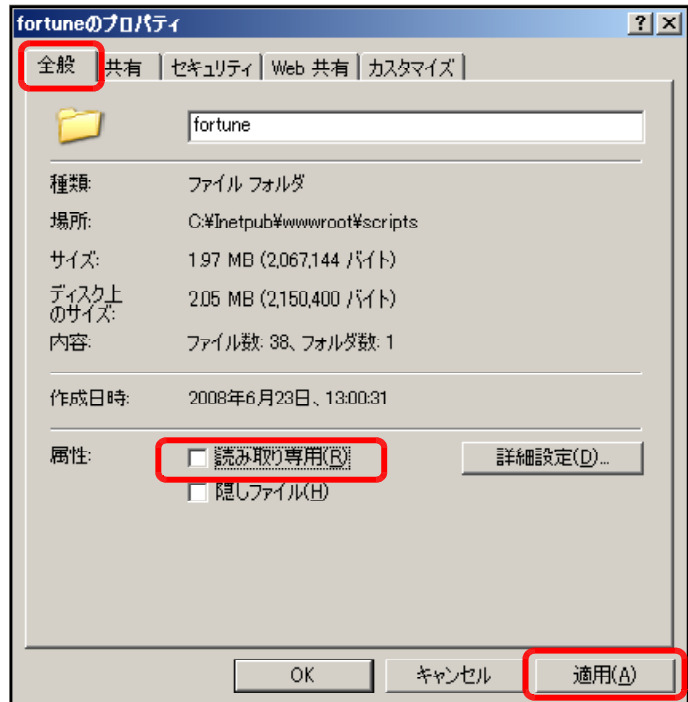 fortuneのプロパティ
全般 共有 セキュリティ Web 共有 カスタマイズ
fortune
種類: ファイル フォルダ
場所: C:¥Inetpub¥wwwroot¥scripts
サイズ: 1.97 MB (2,067,144 バイト)
ディスク上
のサイズ: 2.05 MB (2,150,400 バイト)
内容: ファイル数: 38、フォルダ数: 1
作成日時: 2008年6月23日、13:00:31
属性: 読み取り専用(R) 詳細設定(D)...
隠しファイル(H)
OK キャンセル 適用(A)